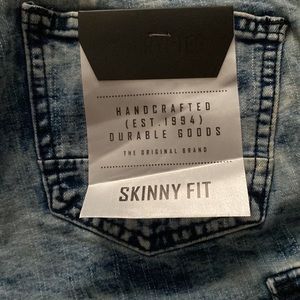 HANDCRAFTED
(EST.1994)
DURABLE GOODS
THE ORIGINAL BRAND
SKINNY FIT